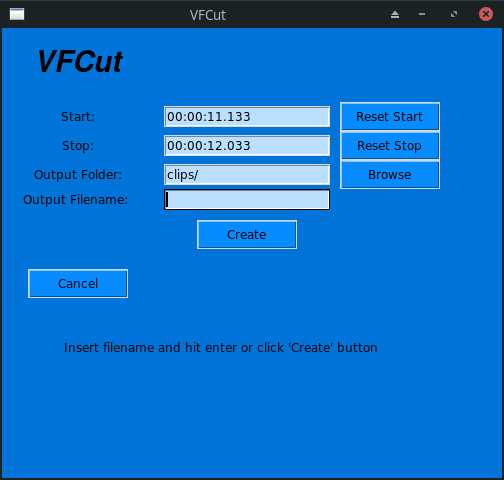 VFCut
VFCut
Start: 00:00:11.133 Reset Start
Stop: 00:00:12.033 Reset Stop
Output Folder: clips/ Browse
Output Filename:
Create
Cancel
Insert filename and hit enter or click 'Create' button